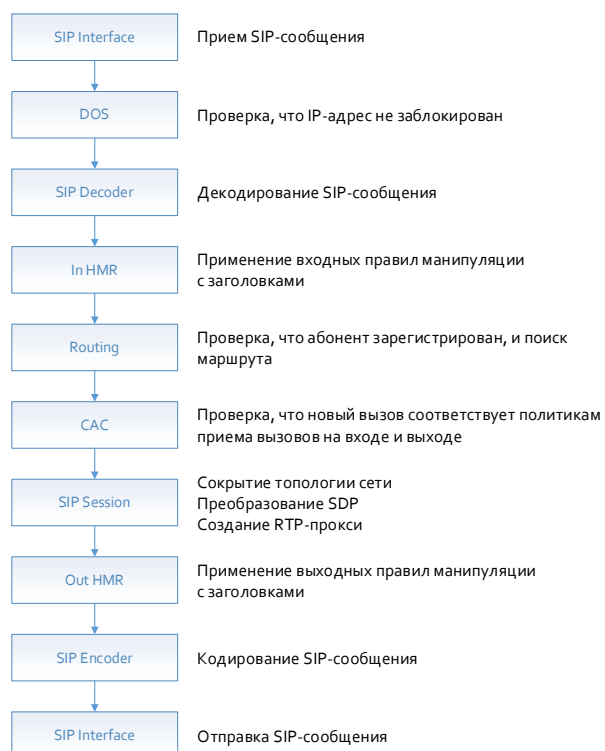 SIP Interface
Прием SIP-сообщения
DOS
Проверка, что IP-адрес не заблокирован
SIP Decoder
Декодирование SIP-сообщения
In HMR
Применение входных правил манипуляции
с заголовками
Routing
Проверка, что абонент зарегистрирован, и поиск
маршрута
CAC
Проверка, что новый вызов соответствует политикам
приема вызовов на входе и выходе
SIP Session
Сокрытие топологии сети
Преобразование SDP
Создание RTP-прокси
Out HMR
Применение выходных правил манипуляции
с заголовками
SIP Encoder
Кодирование SIP-сообщения
SIP Interface
Отправка SIP-сообщения